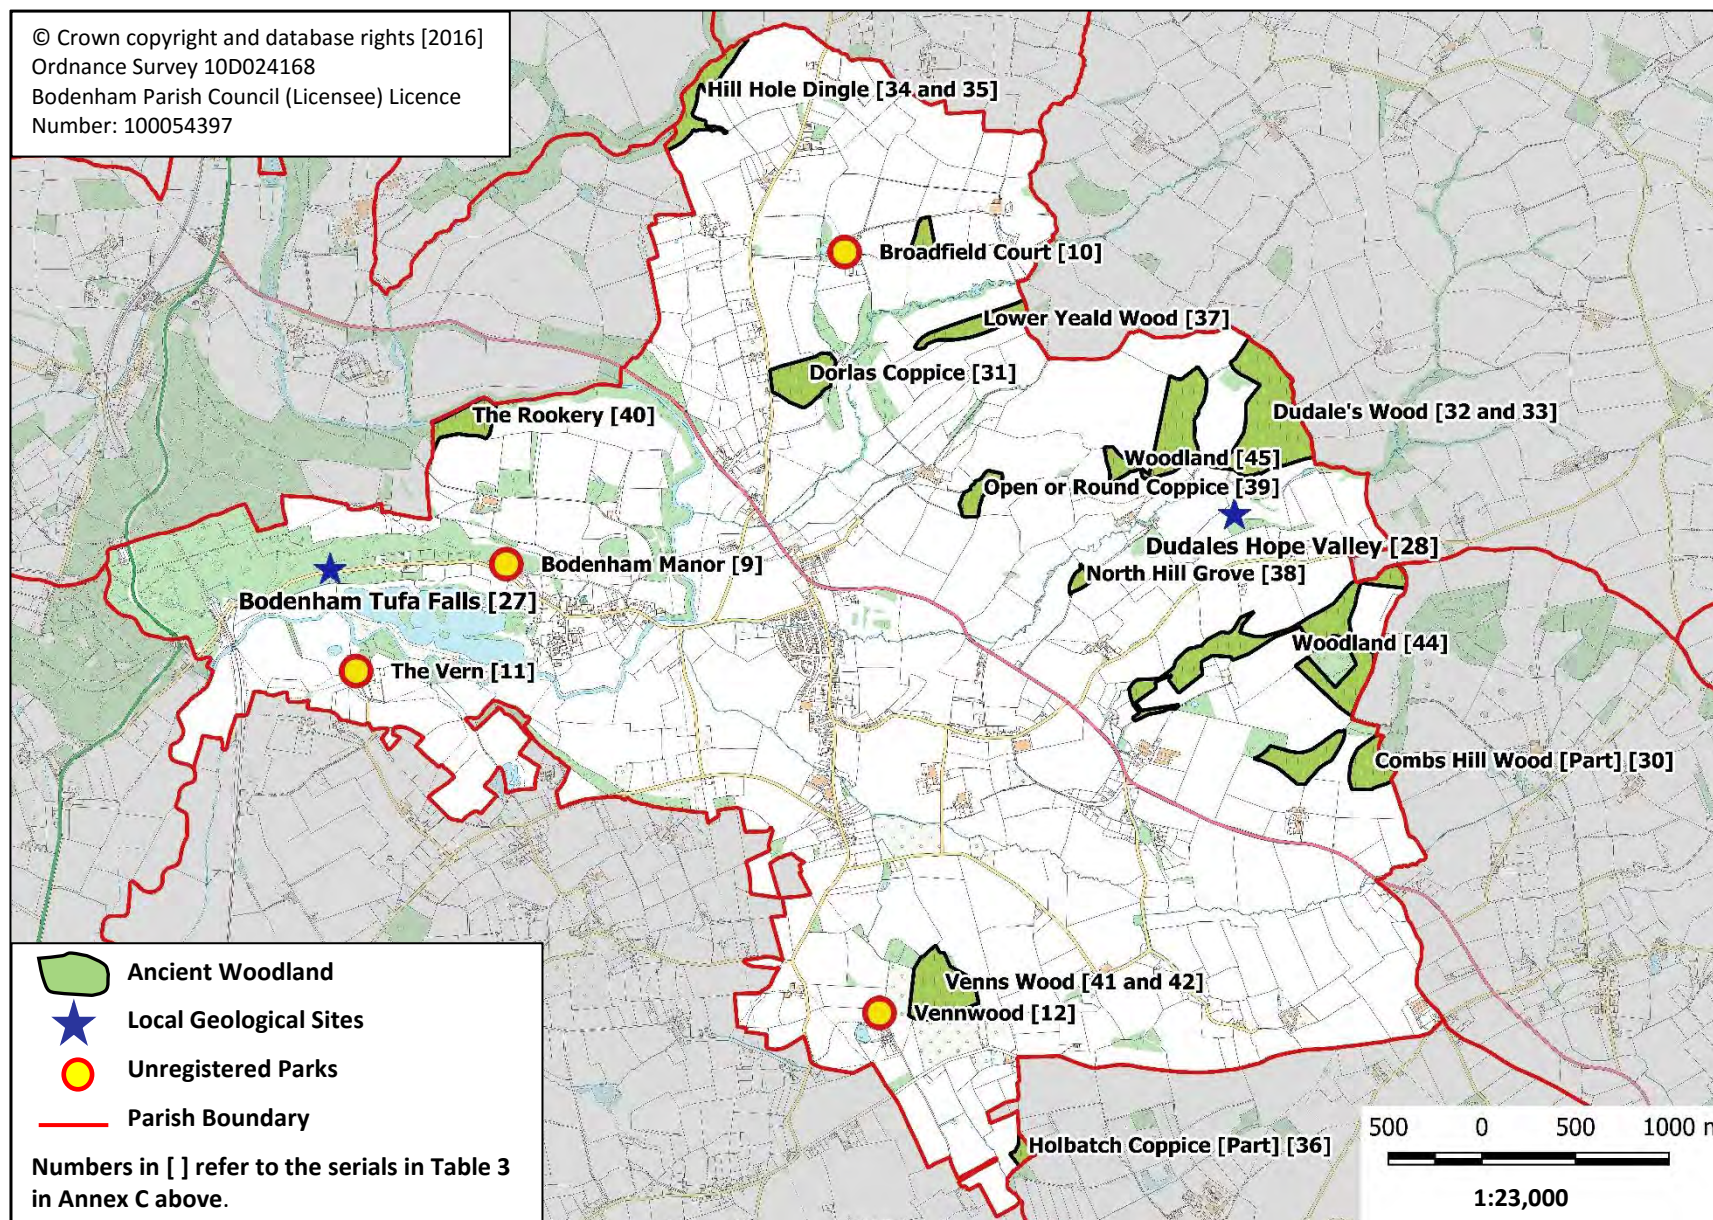 © Crown copyright and database rights [2016]
Ordnance Survey 10D024168
Bodenham Parish Council (Licensee) Licence
Number: 100054397
Hill Hole Dingle [34 and 35]
Broadfield Court [10]
Lower Yeald Wood [37]
Dorlas Coppice [31]
The Rookery [40]
Dudale's Wood [32 and 33]
Woodland [45]
Open or Round Coppice [39]
Dudales Hope Valley [28]
Bodenham Manor [9]
North Hill Grove [38]
Bodenham Tufa Falls [27]
Woodland [44]
The Vern [11]
Combs Hill Wood [Part] [30]
Venns Wood [41 and 42]
Vennwood [12]
Holbatch Coppice [Part] [36]
Ancient Woodland
Local Geological Sites
Unregistered Parks
Parish Boundary
Numbers in [ ] refer to the serials in Table 3
in Annex C above.
500 0 500 1000 m
1:23,000